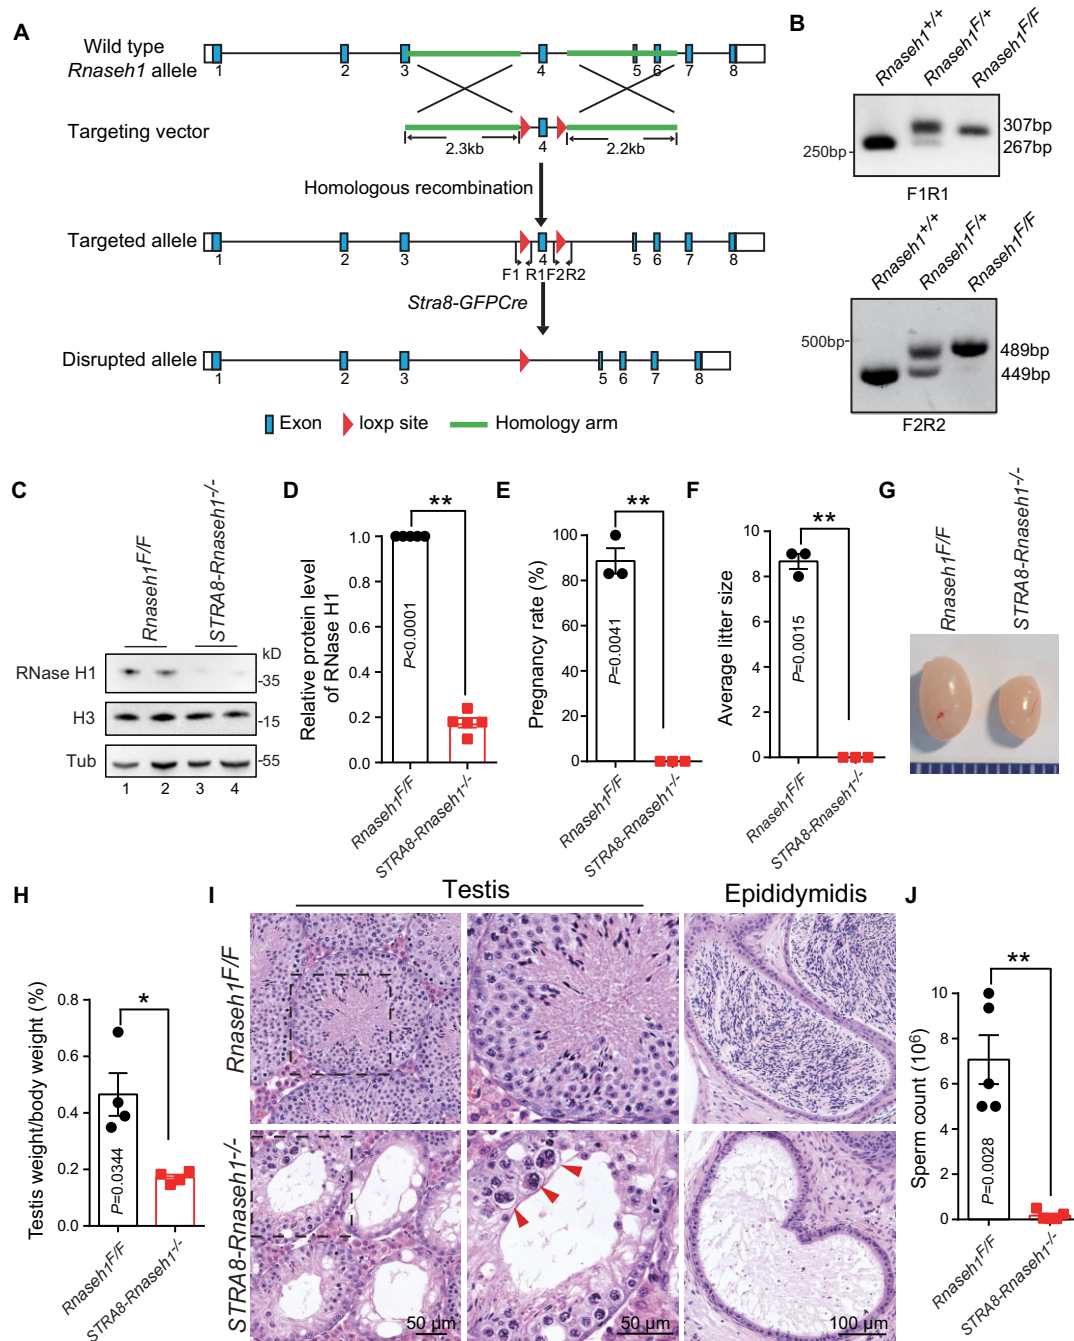 A
Wild type
Rnaseh1 allele
1 2 3 4 5 6 7 8
Targeting vector
4
2.3kb 2.2kb
Homologous recombination
Targeted allele
1 2 3 4 5 6 7 8
F1 R1 F2 R2
Stra8-GFPCre
Disrupted allele
1 2 3 5 6 7 8
Exon loxp site Homology arm
B
Rnaseh1+/+ Rnaseh1F/+ Rnaseh1F/F
307bp
250bp
267bp
F1R1
Rnaseh1+/+ Rnaseh1F/+ Rnaseh1F/F
500bp
489bp
449bp
F2R2
C
Rnaseh1F/F STRA8-Rnaseh1-/-
kD
RNase H1
-35
H3
-15
Tub
-55
1 2 3 4
D
**
Relative protein level
of RNase H1
1.0
0.8
0.6
0.4
0.2
0.0
P<0.0001
Rnaseh1F/F
STRA8-Rnaseh1-/-
E
**
Pregnancy rate (%)
100
80
60
40
20
0
P=0.0041
Rnaseh1F/F
STRA8-Rnaseh1-/-
F
**
Average litter size
10
8
6
4
2
0
P=0.0015
Rnaseh1F/F
STRA8-Rnaseh1-/-
G
Rnaseh1F/F
STRA8-Rnaseh1-/-
H
*
Testis weight/body weight (%)
0.8
0.6
0.4
0.2
0.0
P=0.0344
Rnaseh1F/F
STRA8-Rnaseh1-/-
I
Testis Epididymidis
Rnaseh1F/F
STRA8-Rnaseh1-/-
50 µm 50 µm 100 µm
J
**
Sperm count (10⁶)
10
8
6
4
2
0
P=0.0028
Rnaseh1F/F
STRA8-Rnaseh1-/-